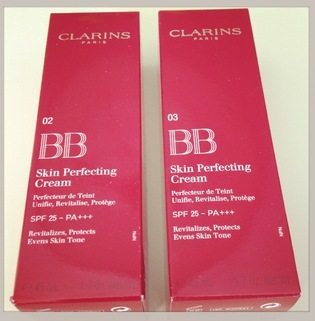 CLARINS
PARIS
02
BB
Skin Perfecting
Cream
Perfecteur de Teint
Unifie, Revitalise, Protège
SPF 25 - PA+++
Revitalizes, Protects
Evens Skin Tone
CLARINS
PARIS
03
BB
Skin Perfecting
Cream
Perfecteur de Teint
Unifie, Revitalise, Protège
SPF 25 - PA+++
Revitalizes, Protects
Evens Skin Tone